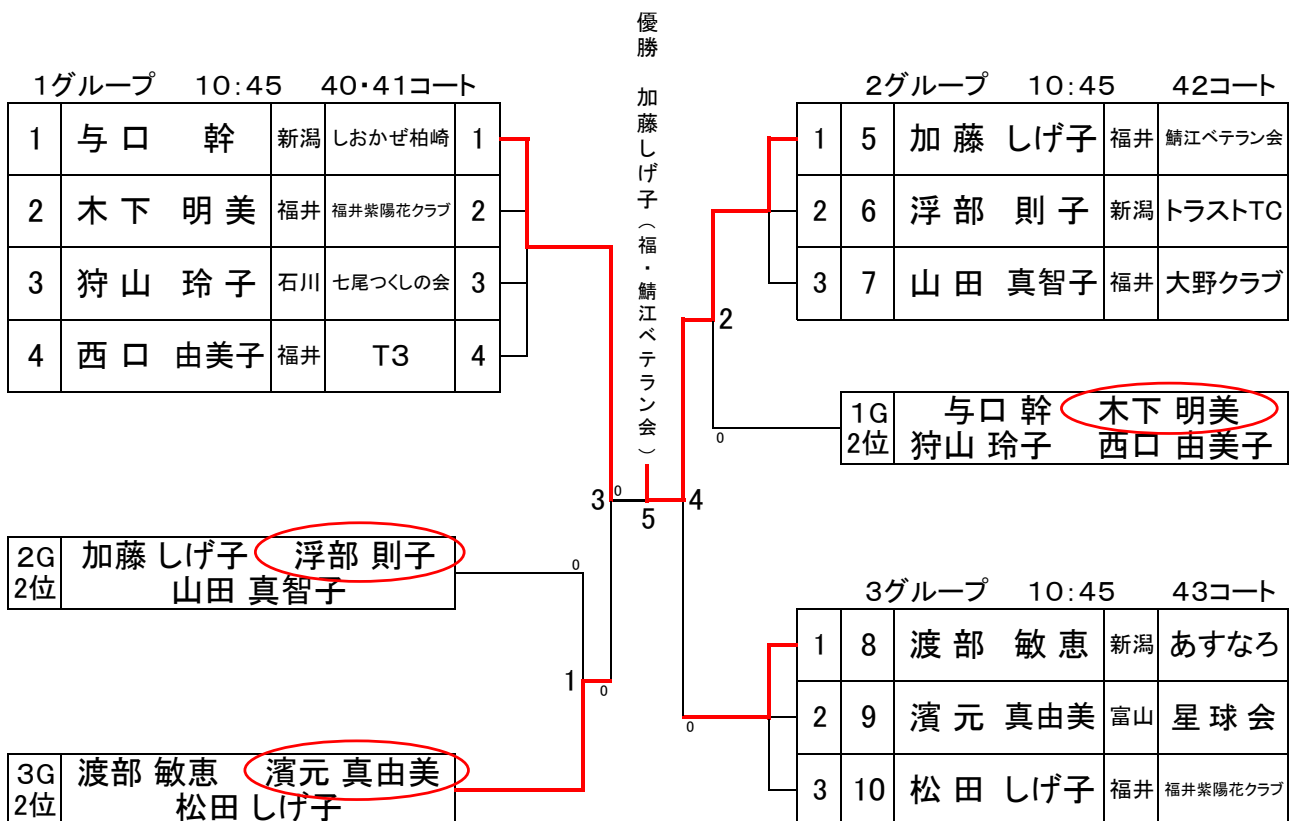 優勝　加藤しげ子（福・鯖江ベテラン会）
1グループ　10:45　40・41コート
1 与口　幹 新潟 しおかぜ柏崎 1
2 木下　明美 福井 福井紫陽花クラブ 2
3 狩山　玲子 石川 七尾つくしの会 3
4 西口　由美子 福井 T3 4
2グループ　10:45　42コート
1 5 加藤　しげ子 福井 鯖江ベテラン会
2 6 浮部　則子 新潟 トラストTC
3 7 山田　真智子 福井 大野クラブ
2
1G 与口 幹　木下 明美
2位 狩山 玲子　西口 由美子
0
3 0 5 4
2G 加藤 しげ子　浮部 則子
2位 山田 真智子
0
1 0
3G 渡部 敏恵　濱元 真由美
2位 松田 しげ子
3グループ　10:45　43コート
1 8 渡部　敏恵 新潟 あすなろ
2 9 濱元　真由美 富山 星球会
3 10 松田　しげ子 福井 福井紫陽花クラブ
0